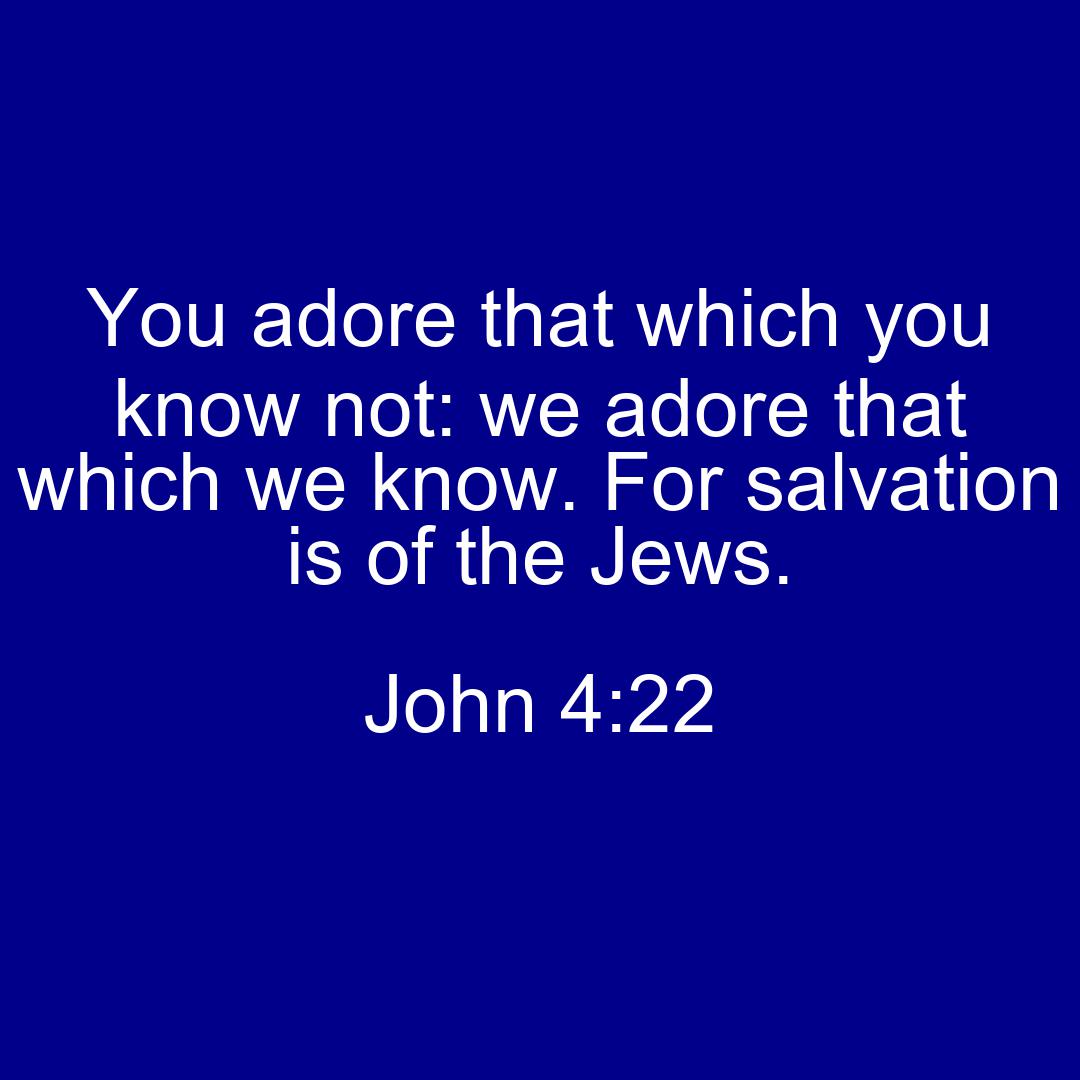 You adore that which you
know not: we adore that
which we know. For salvation
is of the Jews.
John 4:22